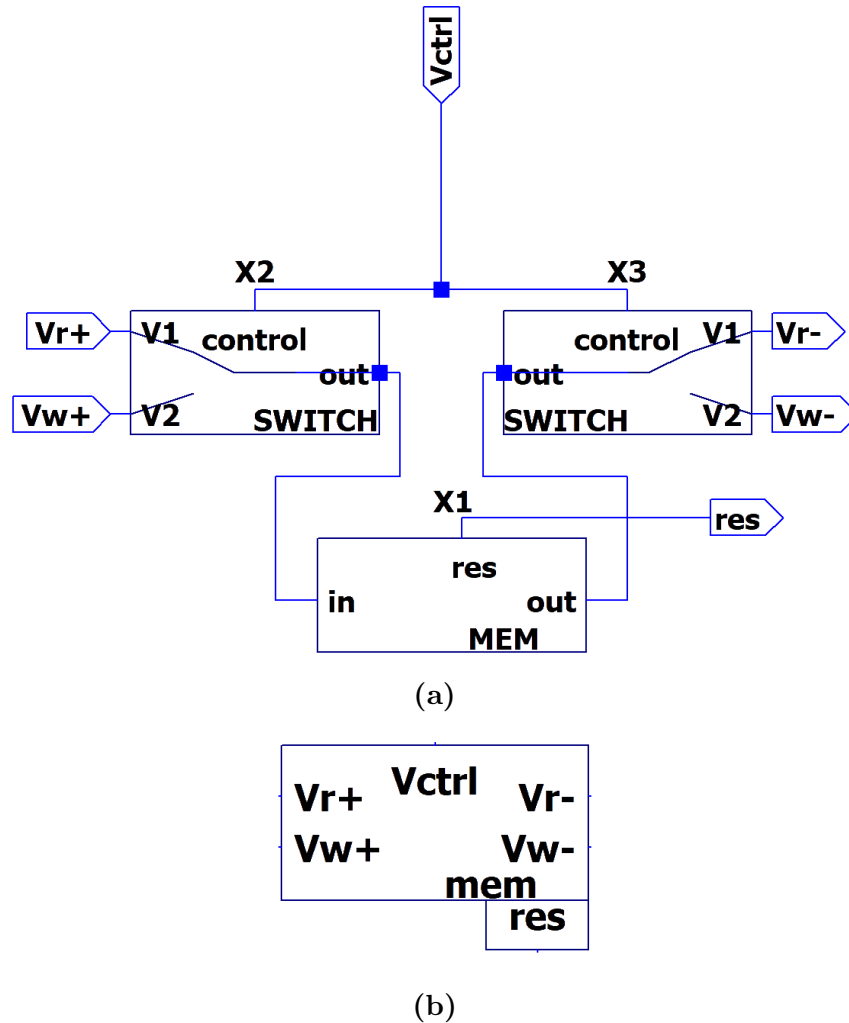 Vctrl
X2 X3
Vr+ V1 control V1 Vr-
control
out out
Vw+ V2 V2 Vw-
SWITCH SWITCH
X1
res
res
in out
MEM
(a)
Vctrl
Vr+ Vr-
Vw+ Vw-
mem
res
(b)